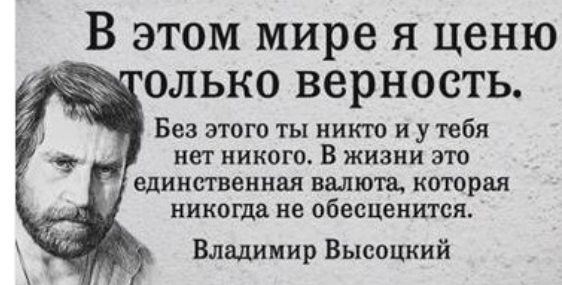 В этом мире я ценю
только верность.
Без этого ты никто и у тебя
нет никого. В жизни это
единственная валюта, которая
никогда не обесценится.
Владимир Высоцкий